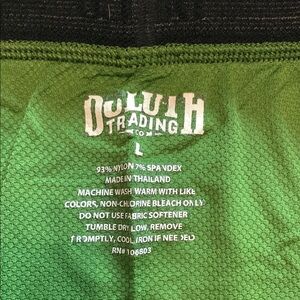 DULUTH
TRADING
CO
L
93% NYLON 7% SPANDEX
MADE IN THAILAND
MACHINE WASH WARM WITH LIKE
COLORS, NON-CHLORINE BLEACH ONLY
DO NOT USE FABRIC SOFTENER
TUMBLE DRY LOW, REMOVE
PROMPTLY, COOL IRON IF NEEDED
RN# 106803